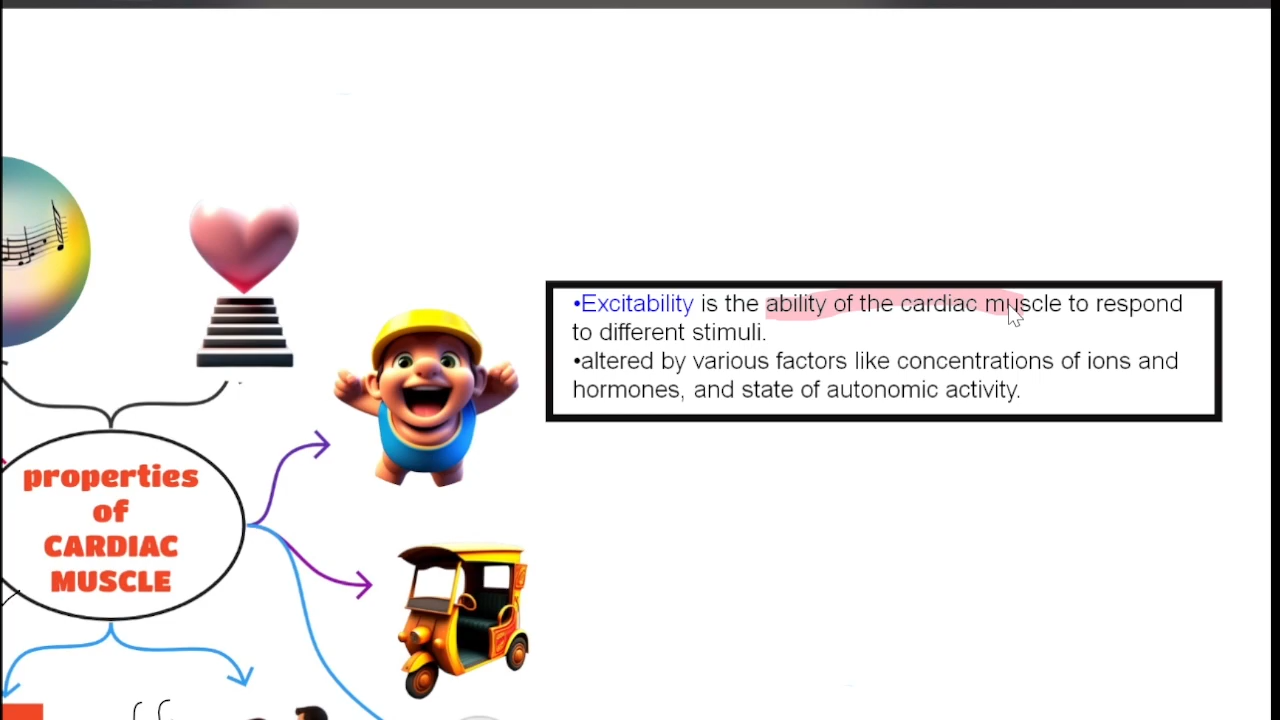 •Excitability is the ability of the cardiac muscle to respond
to different stimuli.
•altered by various factors like concentrations of ions and
hormones, and state of autonomic activity.
properties
of
CARDIAC
MUSCLE